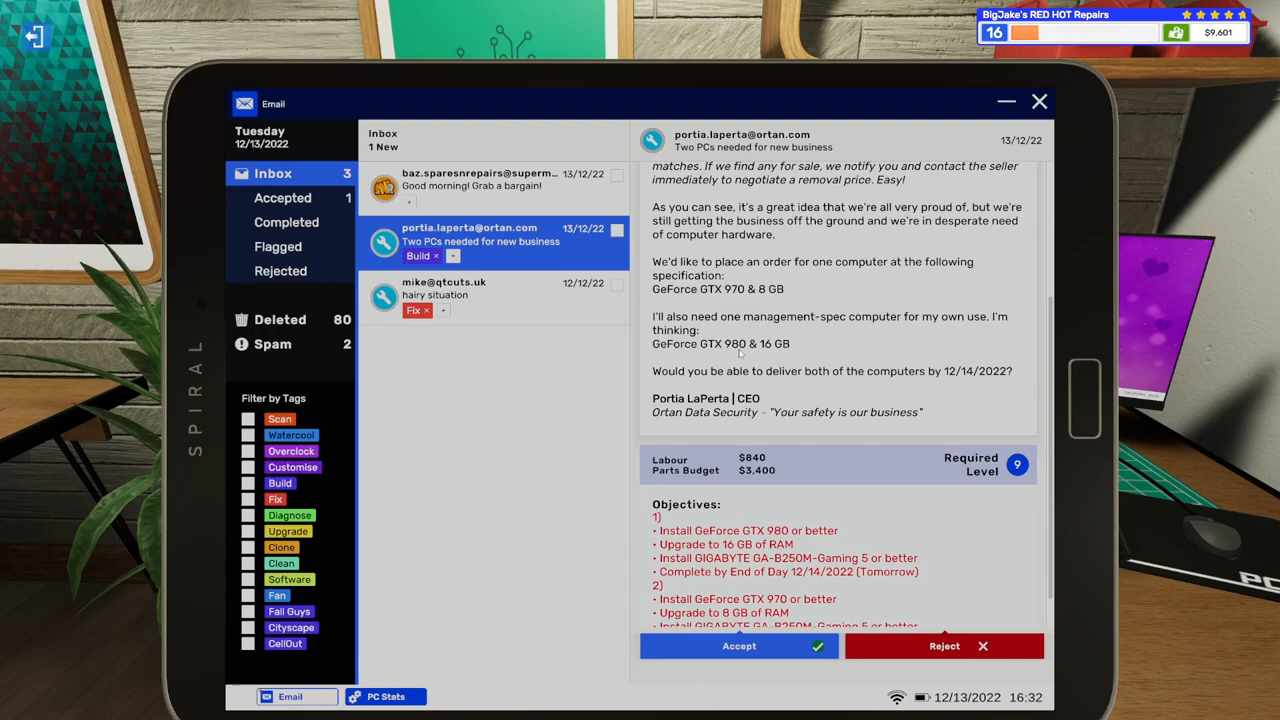 BigJake's RED HOT Repairs
16
$9,601
Email
Tuesday
12/13/2022
Inbox 3
Accepted 1
Completed
Flagged
Rejected
Deleted 80
Spam 2
Filter by Tags
Scan
Watercool
Overclock
Customise
Build
Fix
Diagnose
Upgrade
Clone
Clean
Software
Fan
Fall Guys
Cityscape
CellOut
Inbox
1 New
baz.sparesnrepairs@superm... 13/12/22
Good morning! Grab a bargain!
+
portia.laperta@ortan.com 13/12/22
Two PCs needed for new business
Build × +
mike@qtcuts.uk 12/12/22
hairy situation
Fix × +
portia.laperta@ortan.com 13/12/22
Two PCs needed for new business
matches. If we find any for sale, we notify you and contact the seller
immediately to negotiate a removal price. Easy!
As you can see, it's a great idea that we're all very proud of, but we're
still getting the business off the ground and we're in desperate need
of computer hardware.
We'd like to place an order for one computer at the following
specification:
GeForce GTX 970 & 8 GB
I'll also need one management-spec computer for my own use. I'm
thinking:
GeForce GTX 980 & 16 GB
Would you be able to deliver both of the computers by 12/14/2022?
Portia LaPerta | CEO
Ortan Data Security - "Your safety is our business"
Labour $840
Parts Budget $3,400
Required
Level 9
Objectives:
1)
• Install GeForce GTX 980 or better
• Upgrade to 16 GB of RAM
• Install GIGABYTE GA-B250M-Gaming 5 or better
• Complete by End of Day 12/14/2022 (Tomorrow)
2)
• Install GeForce GTX 970 or better
• Upgrade to 8 GB of RAM
• Install GIGABYTE GA-B250M-Gaming 5 or better
Accept
Reject
Email
PC Stats
12/13/2022 16:32
SPIRAL
PC